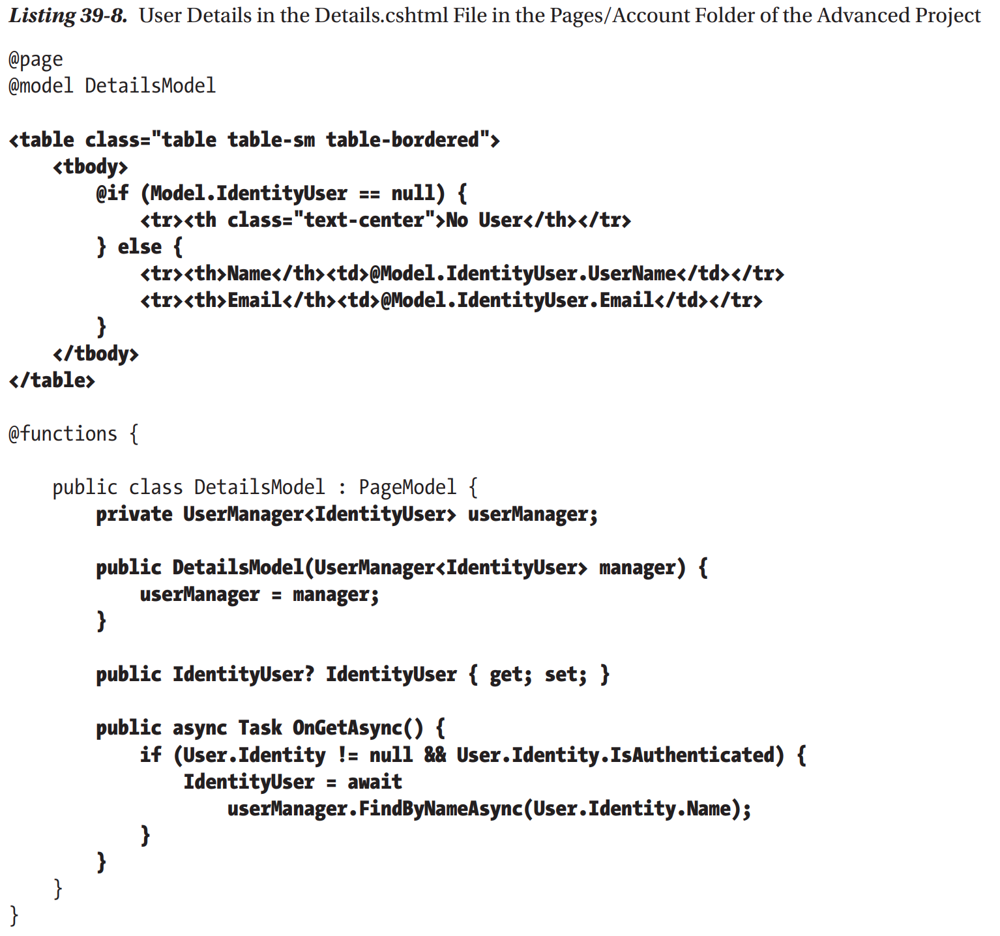 Listing 39-8. User Details in the Details.cshtml File in the Pages/Account Folder of the Advanced Project
@page
@model DetailsModel
<table class="table table-sm table-bordered">
    <tbody>
        @if (Model.IdentityUser == null) {
            <tr><th class="text-center">No User</th></tr>
        } else {
            <tr><th>Name</th><td>@Model.IdentityUser.UserName</td></tr>
            <tr><th>Email</th><td>@Model.IdentityUser.Email</td></tr>
        }
    </tbody>
</table>
@functions {
    public class DetailsModel : PageModel {
        private UserManager<IdentityUser> userManager;
        public DetailsModel(UserManager<IdentityUser> manager) {
            userManager = manager;
        }
        public IdentityUser? IdentityUser { get; set; }
        public async Task OnGetAsync() {
            if (User.Identity != null && User.Identity.IsAuthenticated) {
                IdentityUser = await
                    userManager.FindByNameAsync(User.Identity.Name);
            }
        }
    }
}